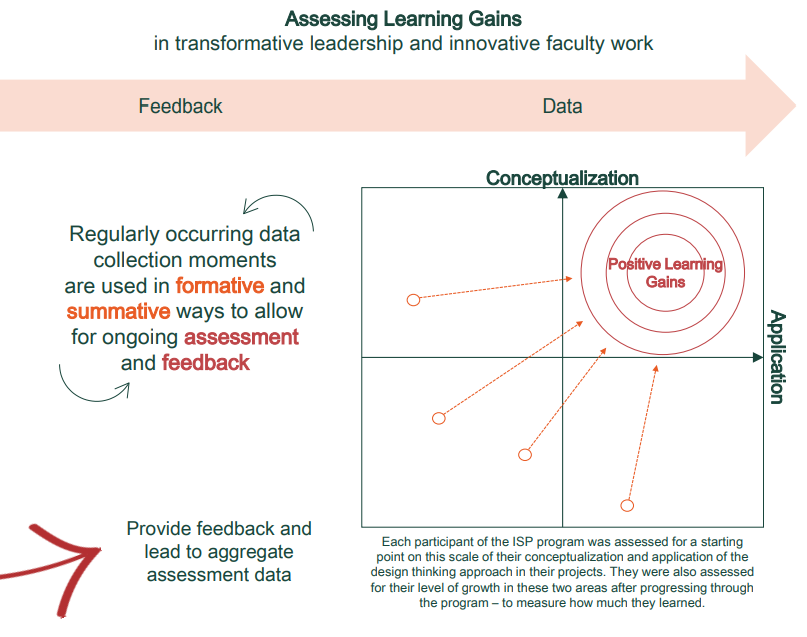 Assessing Learning Gains
in transformative leadership and innovative faculty work
Feedback
Data
Regularly occurring data
collection moments
are used in formative and
summative ways to allow
for ongoing assessment
and feedback
Provide feedback and
lead to aggregate
assessment data
Conceptualization
Positive Learning
Gains
Application
Each participant of the ISP program was assessed for a starting
point on this scale of their conceptualization and application of the
design thinking approach in their projects. They were also assessed
for their level of growth in these two areas after progressing through
the program – to measure how much they learned.